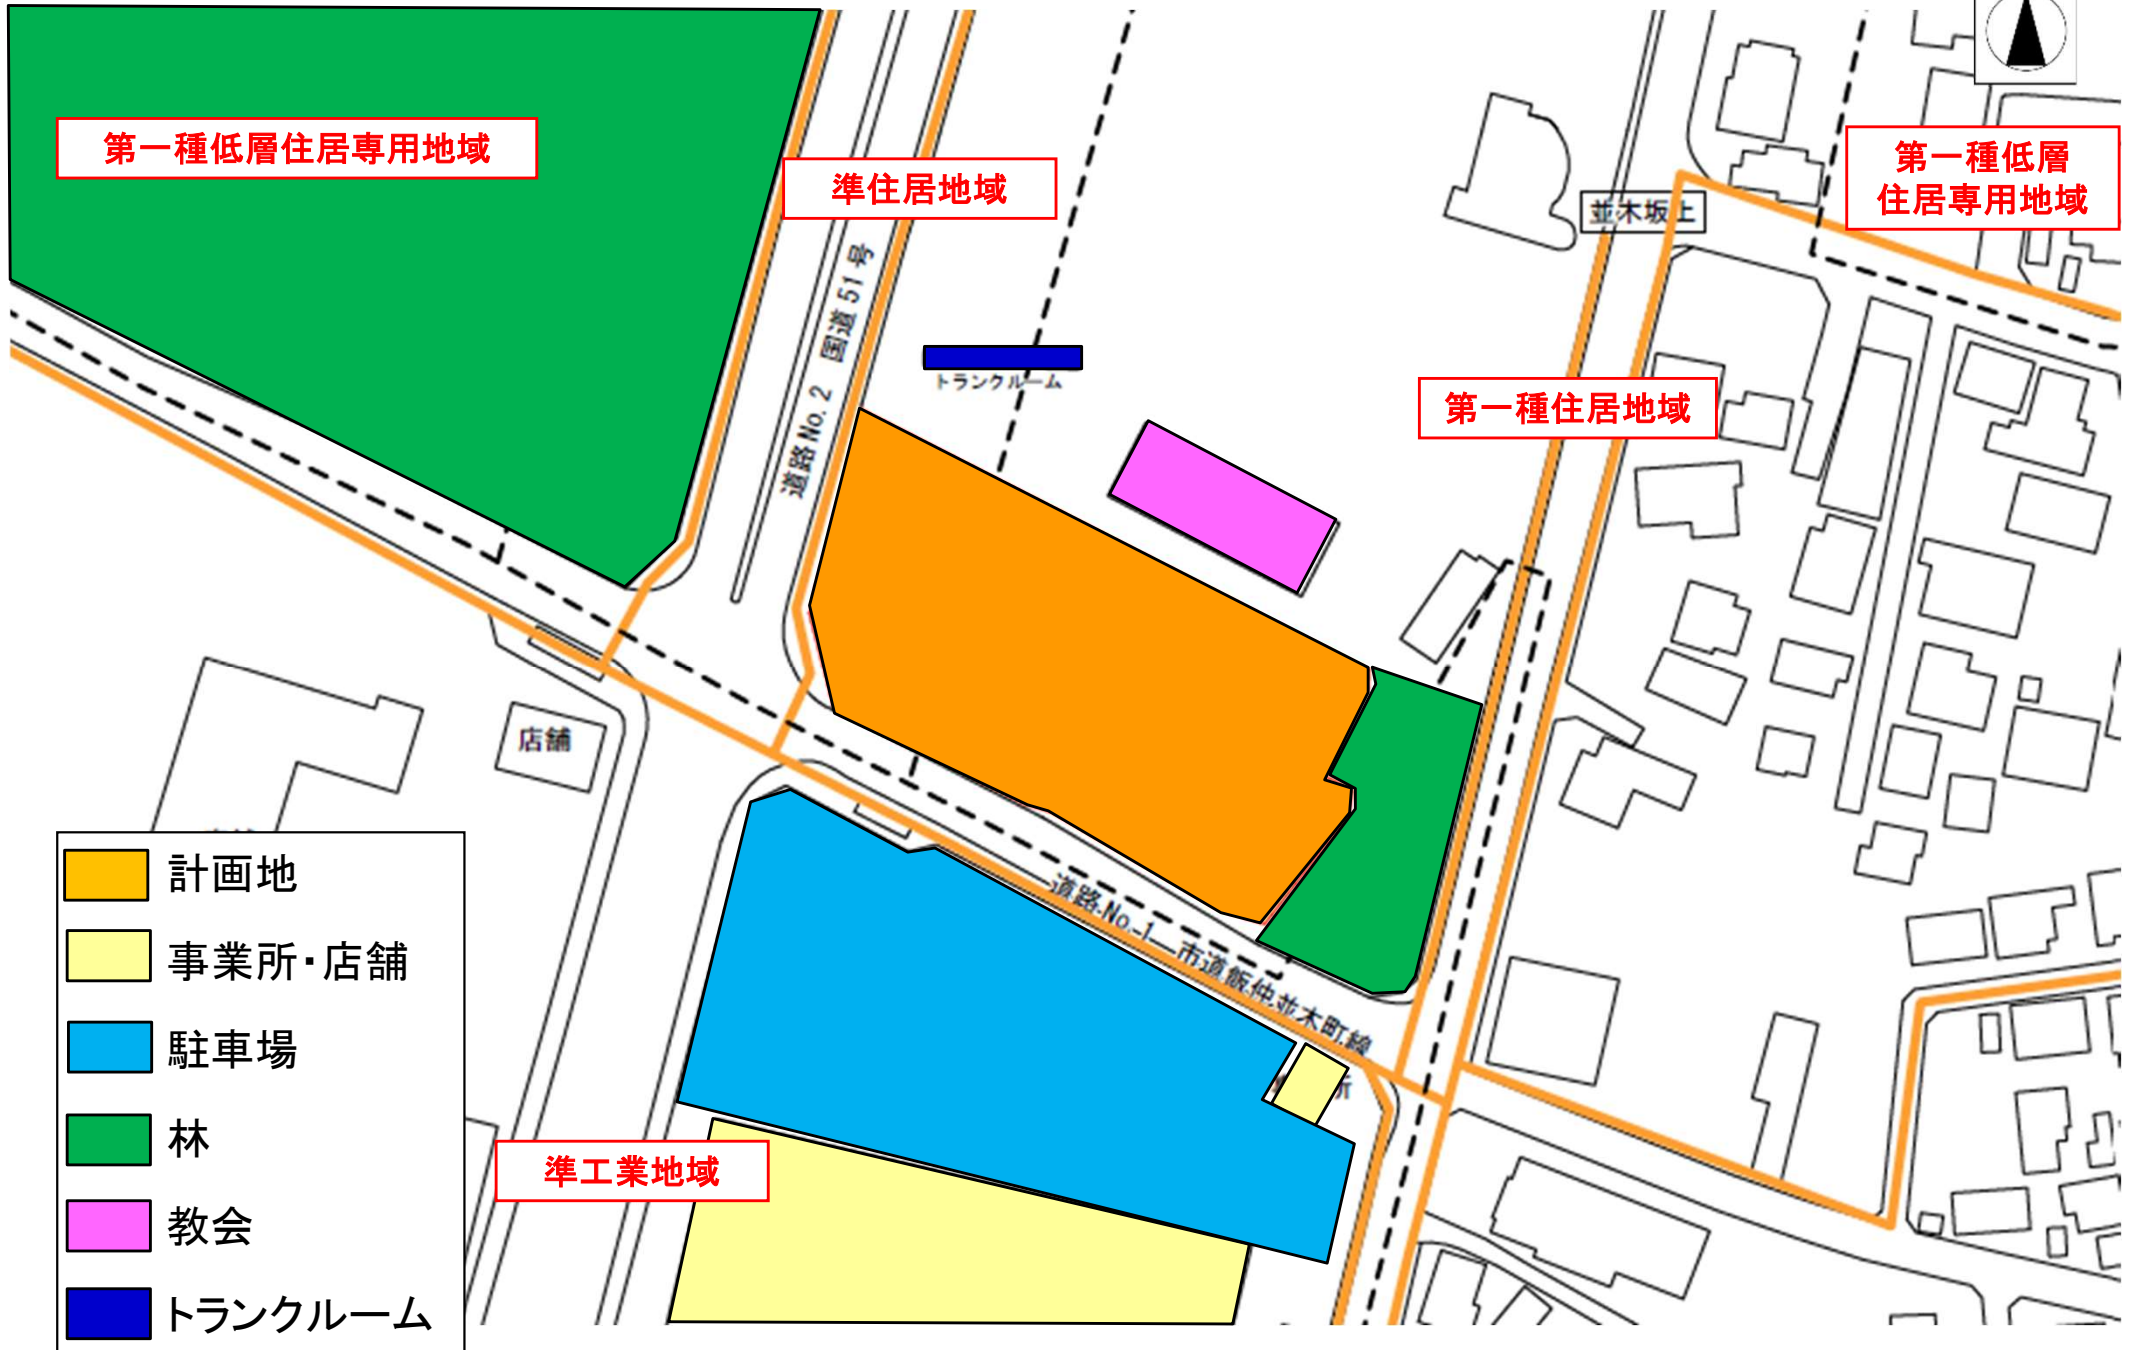 第一種低層住居専用地域
準住居地域
第一種低層
住居専用地域
並木坂上
道路No.2 国道51号
トランクルーム
第一種住居地域
店舗
道路No.1 市道飯仲並木町線
所
準工業地域
計画地
事業所・店舗
駐車場
林
教会
トランクルーム